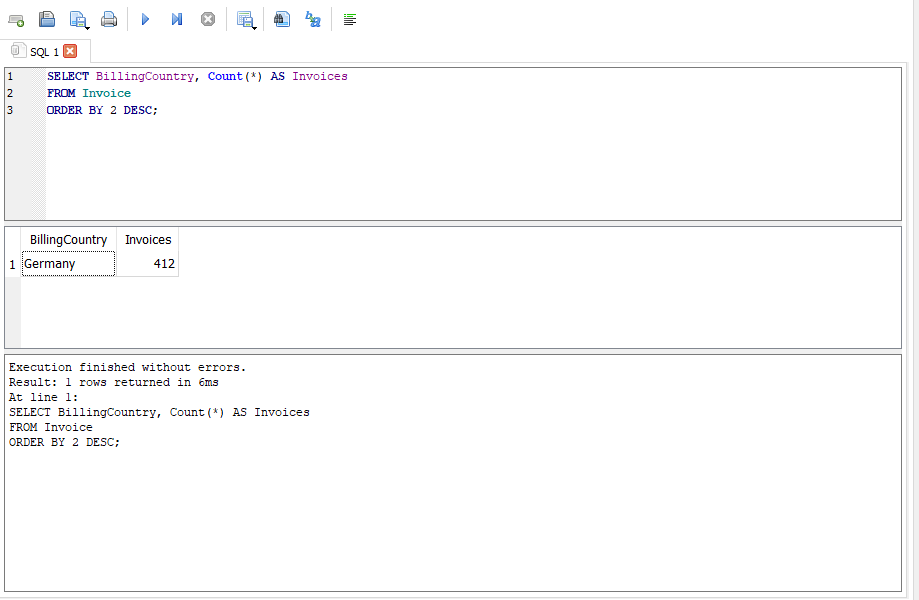 SQL 1
1 SELECT BillingCountry, Count(*) AS Invoices
2 FROM Invoice
3 ORDER BY 2 DESC;
BillingCountry Invoices
1 Germany 412
Execution finished without errors.
Result: 1 rows returned in 6ms
At line 1:
SELECT BillingCountry, Count(*) AS Invoices
FROM Invoice
ORDER BY 2 DESC;